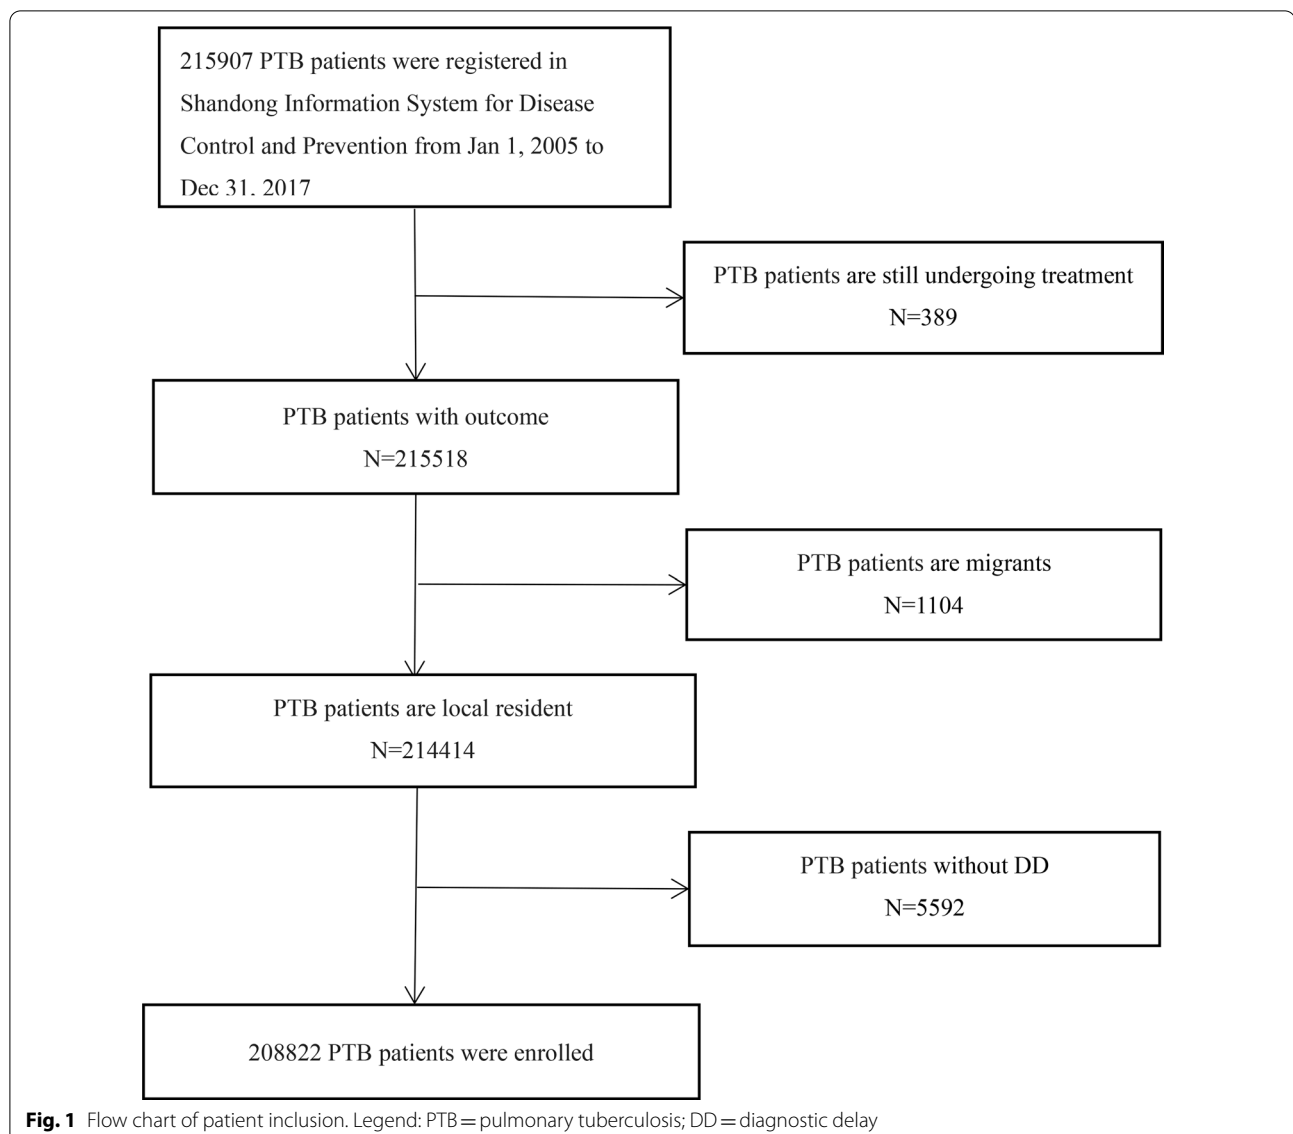 215907 PTB patients were registered in
Shandong Information System for Disease
Control and Prevention from Jan 1, 2005 to
Dec 31, 2017
PTB patients are still undergoing treatment
N=389
PTB patients with outcome
N=215518
PTB patients are migrants
N=1104
PTB patients are local resident
N=214414
PTB patients without DD
N=5592
208822 PTB patients were enrolled
Fig. 1 Flow chart of patient inclusion. Legend: PTB = pulmonary tuberculosis; DD = diagnostic delay